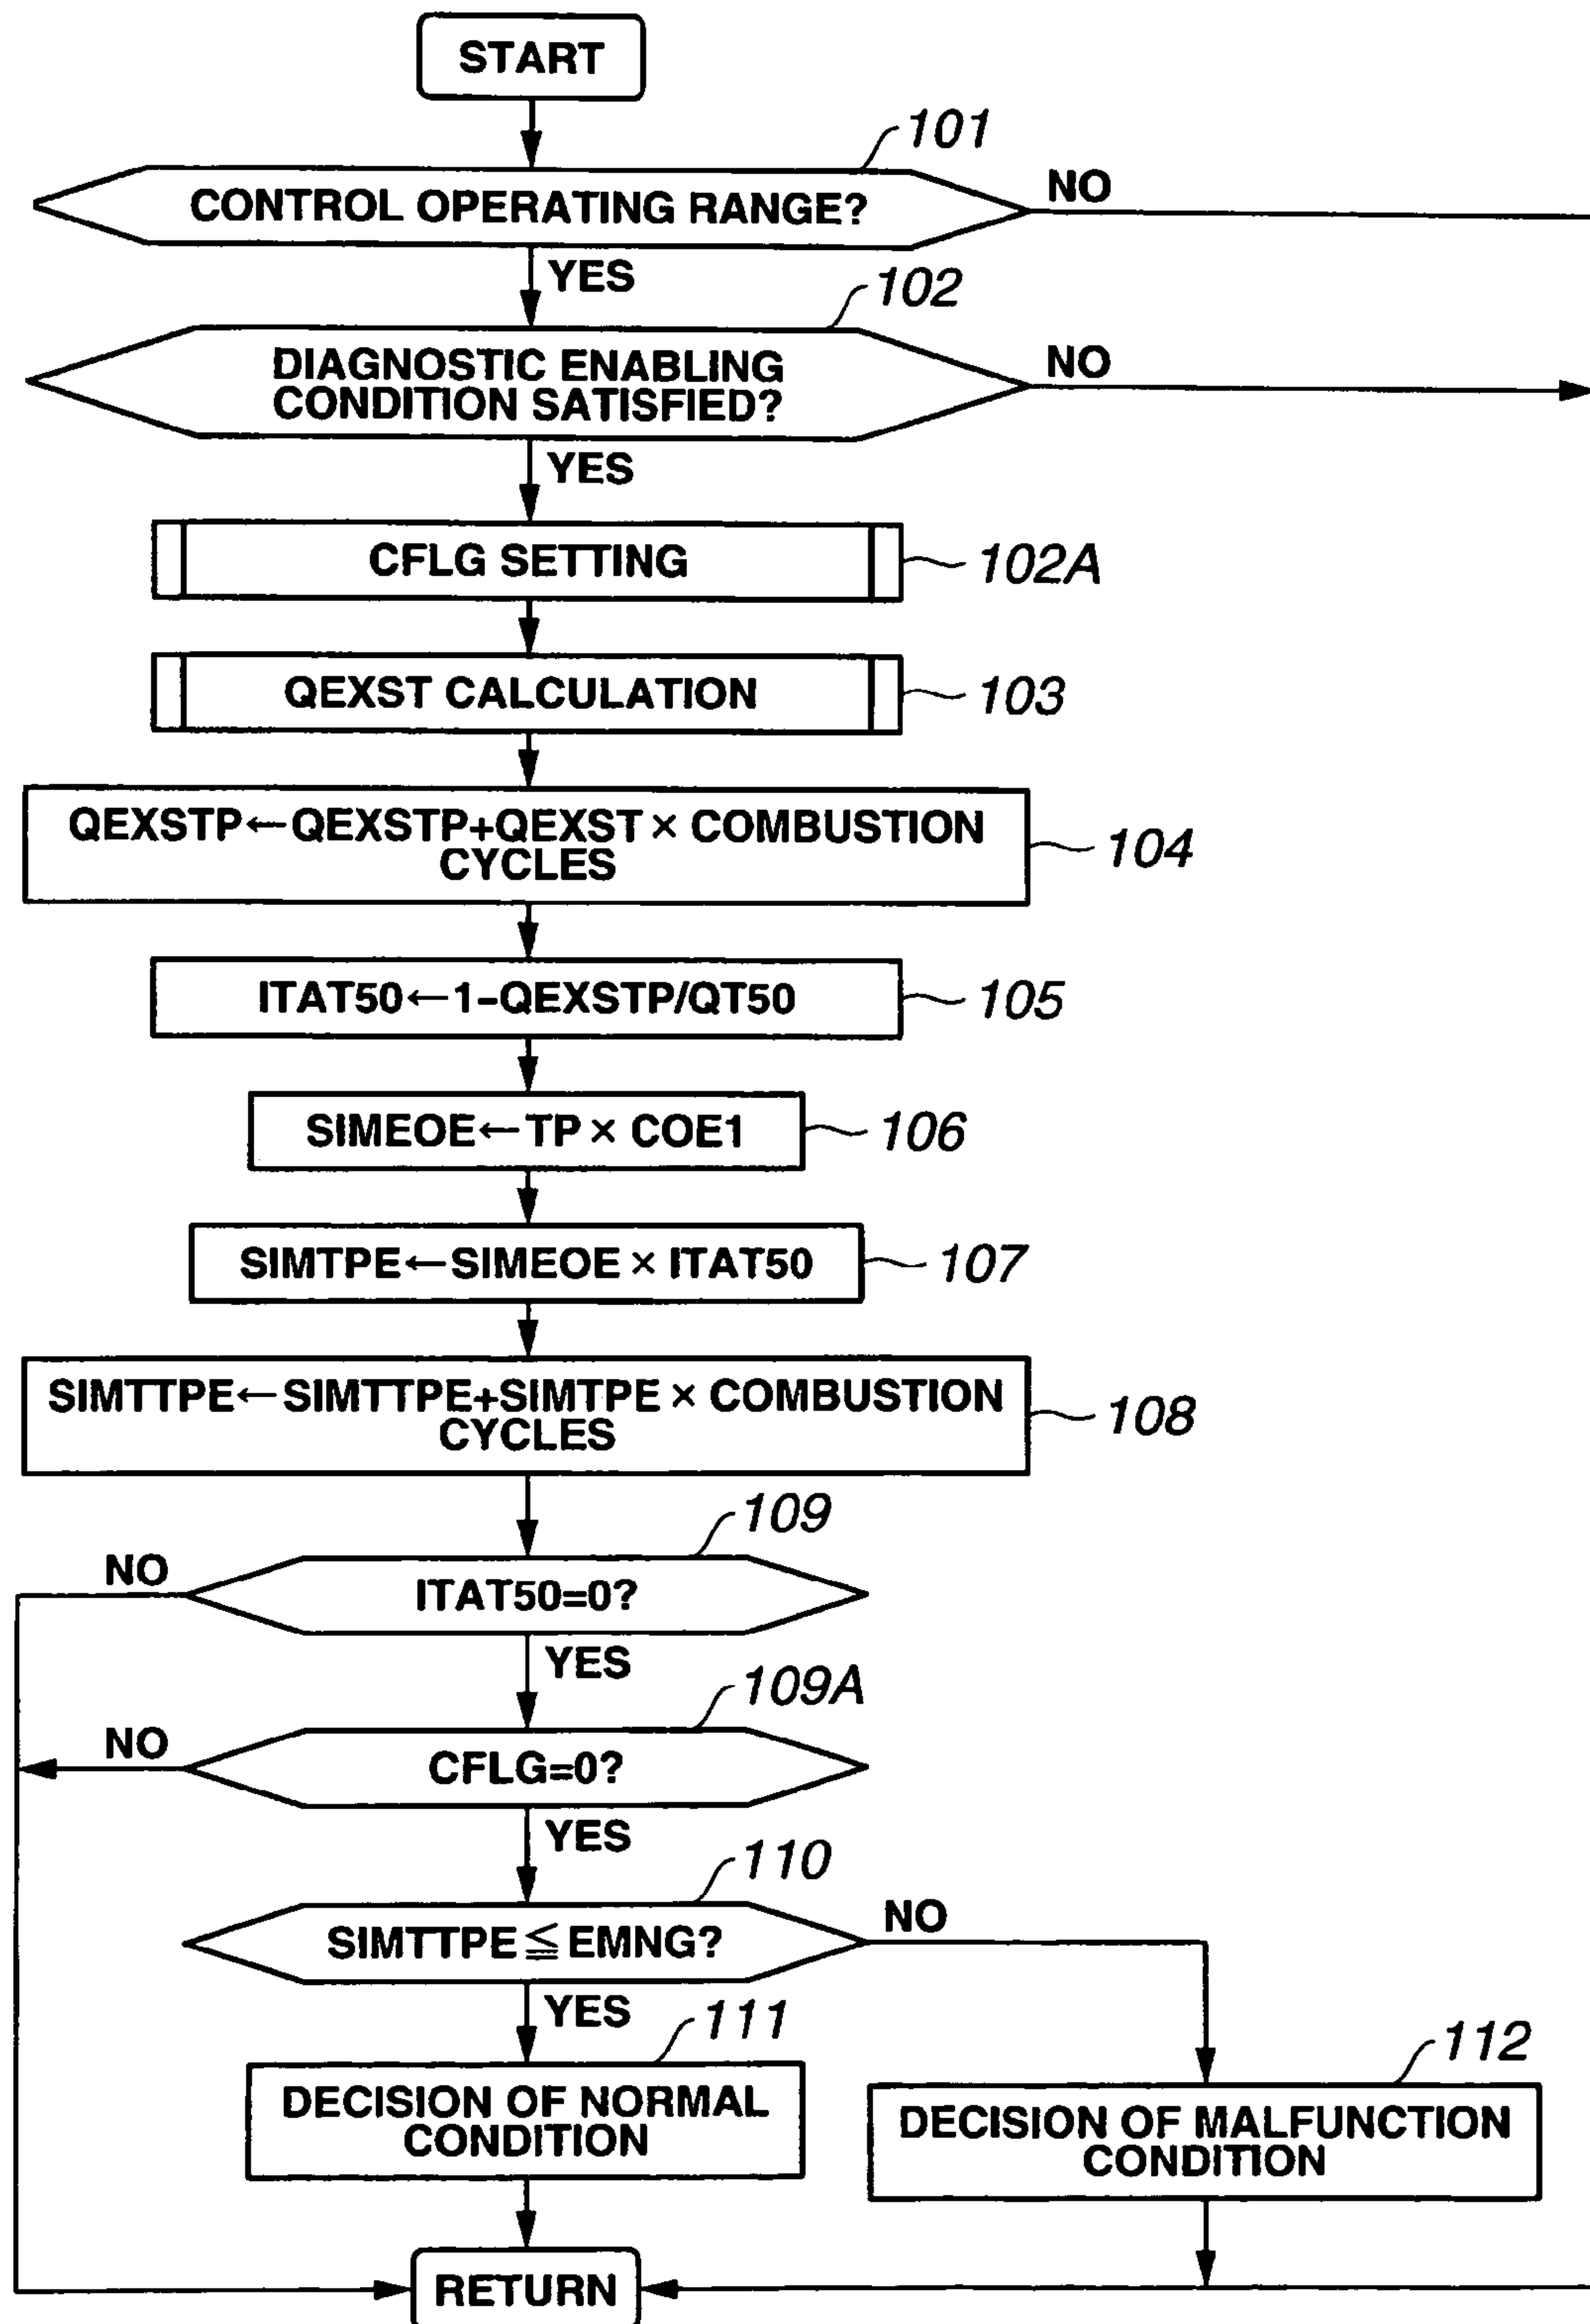 START
101
CONTROL OPERATING RANGE?
NO
YES
102
DIAGNOSTIC ENABLING
CONDITION SATISFIED?
NO
YES
CFLG SETTING
102A
QEXST CALCULATION
103
QEXSTP←QEXSTP+QEXST × COMBUSTION
CYCLES
104
ITAT50←1-QEXSTP/QT50
105
SIMEOE←TP × COE1
106
SIMTPE←SIMEOE × ITAT50
107
SIMTTPE←SIMTTPE+SIMTPE × COMBUSTION
CYCLES
108
109
NO
ITAT50=0?
YES
109A
NO
CFLG=0?
YES
110
NO
SIMTTPE≦EMNG?
YES
111
DECISION OF NORMAL
CONDITION
112
DECISION OF MALFUNCTION
CONDITION
RETURN